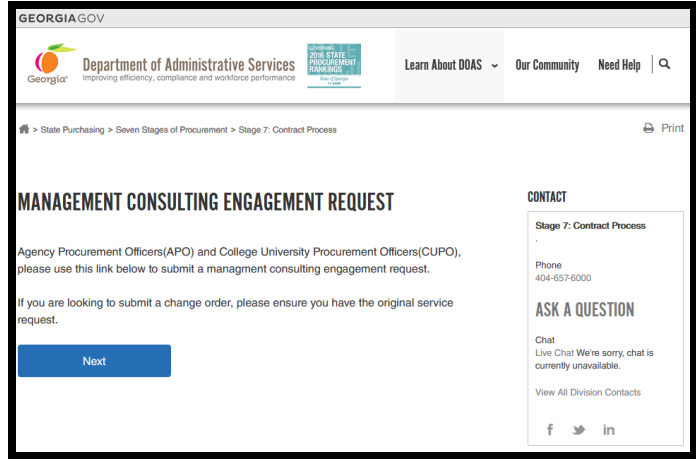 GEORGIAGOV
Georgia
Department of Administrative Services
Improving efficiency, compliance and workforce performance
2016 STATE
PROCUREMENT
RANKINGS
Learn About DOAS
Our Community
Need Help
> State Purchasing > Seven Stages of Procurement > Stage 7: Contract Process
Print
MANAGEMENT CONSULTING ENGAGEMENT REQUEST
Agency Procurement Officers(APO) and College University Procurement Officers(CUPO),
please use this link below to submit a managment consulting engagement request.
If you are looking to submit a change order, please ensure you have the original service
request.
Next
CONTACT
Stage 7: Contract Process
.
Phone
404-657-6000
ASK A QUESTION
Chat
Live Chat We're sorry, chat is
currently unavailable.
View All Division Contacts
f in